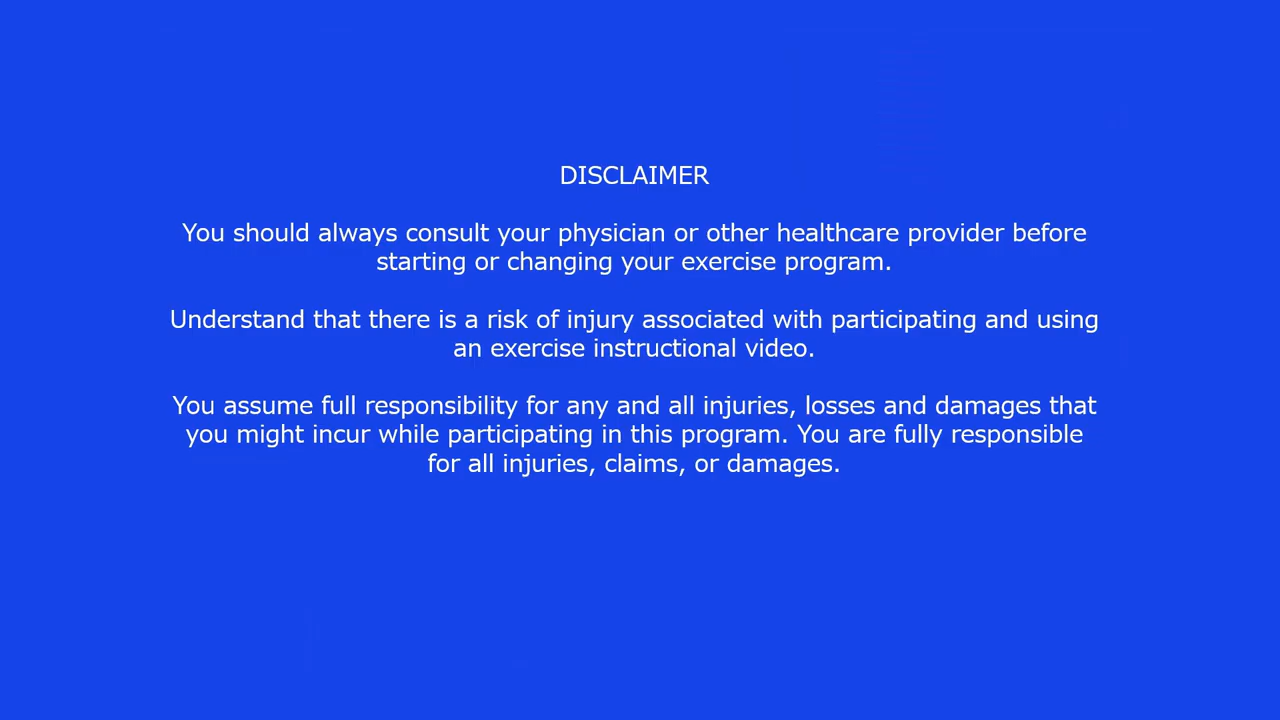 DISCLAIMER
You should always consult your physician or other healthcare provider before
starting or changing your exercise program.
Understand that there is a risk of injury associated with participating and using
an exercise instructional video.
You assume full responsibility for any and all injuries, losses and damages that
you might incur while participating in this program. You are fully responsible
for all injuries, claims, or damages.